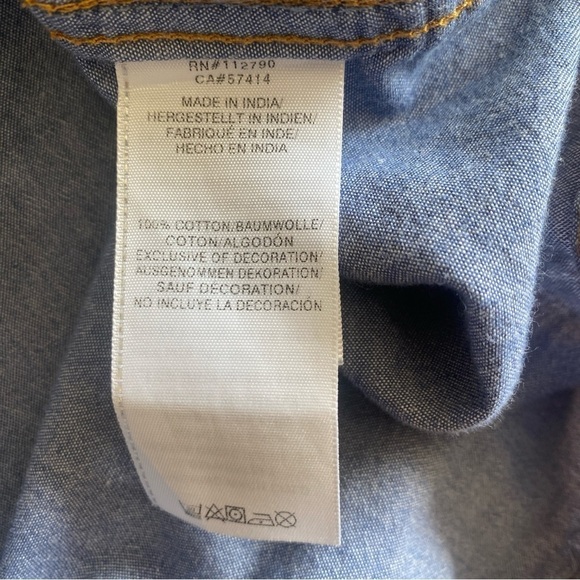 RN#112790
CA#57414
MADE IN INDIA/
HERGESTELLT IN INDIEN/
FABRIQUÉ EN INDE/
HECHO EN INDIA
100% COTTON/BAUMWOLLE/
COTON/ALGODÓN
EXCLUSIVE OF DECORATION/
AUSGENOMMEN DEKORATION/
SAUF DÉCORATION/
NO INCLUYE LA DECORACIÓN